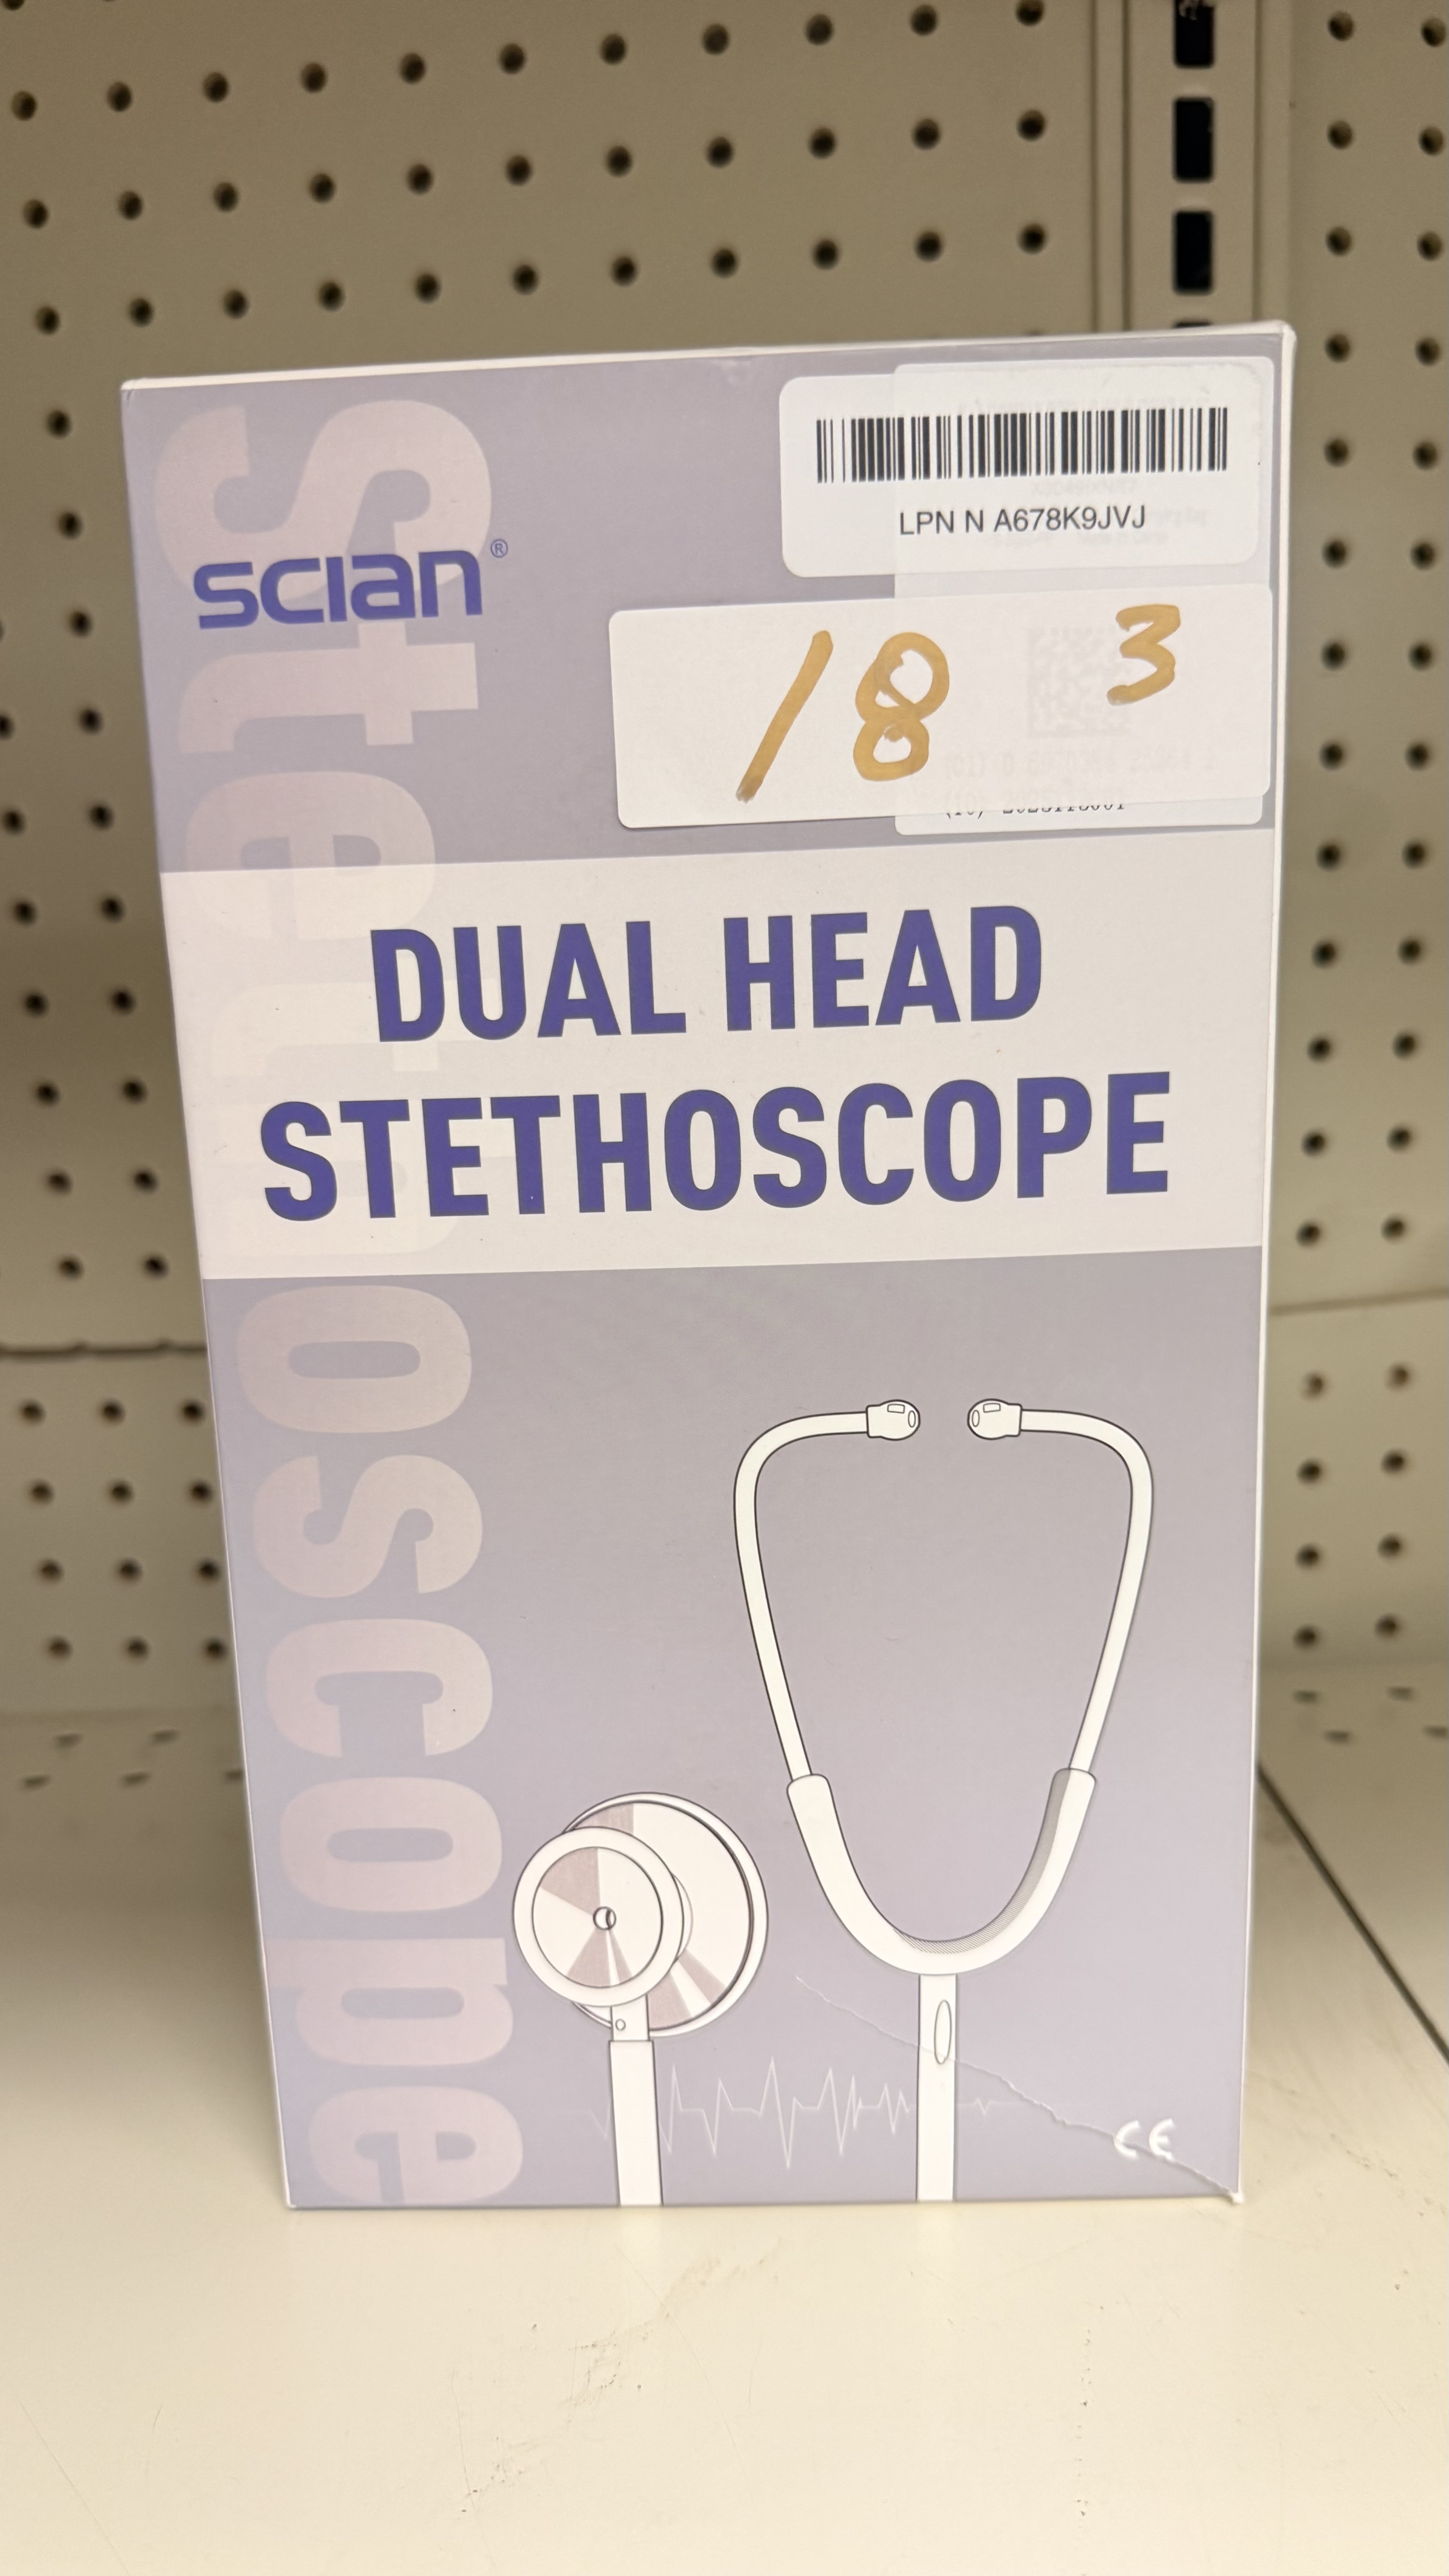 LPN N A678K9JVJ
scian®
18 3
DUAL HEAD
STETHOSCOPE
Stethoscope
CE